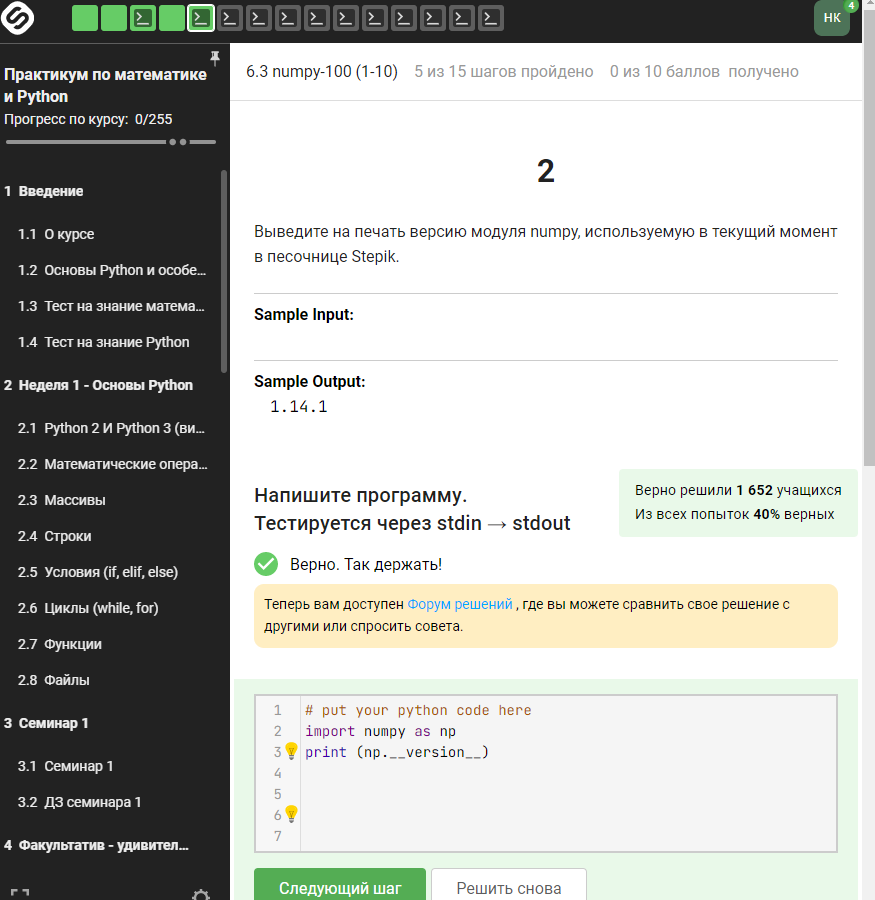 НК
4
Практикум по математике
и Python
Прогресс по курсу: 0/255
1 Введение
1.1 О курсе
1.2 Основы Python и особе...
1.3 Тест на знание матема...
1.4 Тест на знание Python
2 Неделя 1 - Основы Python
2.1 Python 2 И Python 3 (ви...
2.2 Математические опера...
2.3 Массивы
2.4 Строки
2.5 Условия (if, elif, else)
2.6 Циклы (while, for)
2.7 Функции
2.8 Файлы
3 Семинар 1
3.1 Семинар 1
3.2 ДЗ семинара 1
4 Факультатив - удивител...
6.3 numpy-100 (1-10) 5 из 15 шагов пройдено 0 из 10 баллов получено
2
Выведите на печать версию модуля numpy, используемую в текущий момент
в песочнице Stepik.
Sample Input:
Sample Output:
1.14.1
Напишите программу.
Тестируется через stdin → stdout
Верно решили 1 652 учащихся
Из всех попыток 40% верных
Верно. Так держать!
Теперь вам доступен Форум решений , где вы можете сравнить свое решение с
другими или спросить совета.
1 # put your python code here
2 import numpy as np
3 print (np.__version__)
4
5
6
7
Следующий шаг
Решить снова